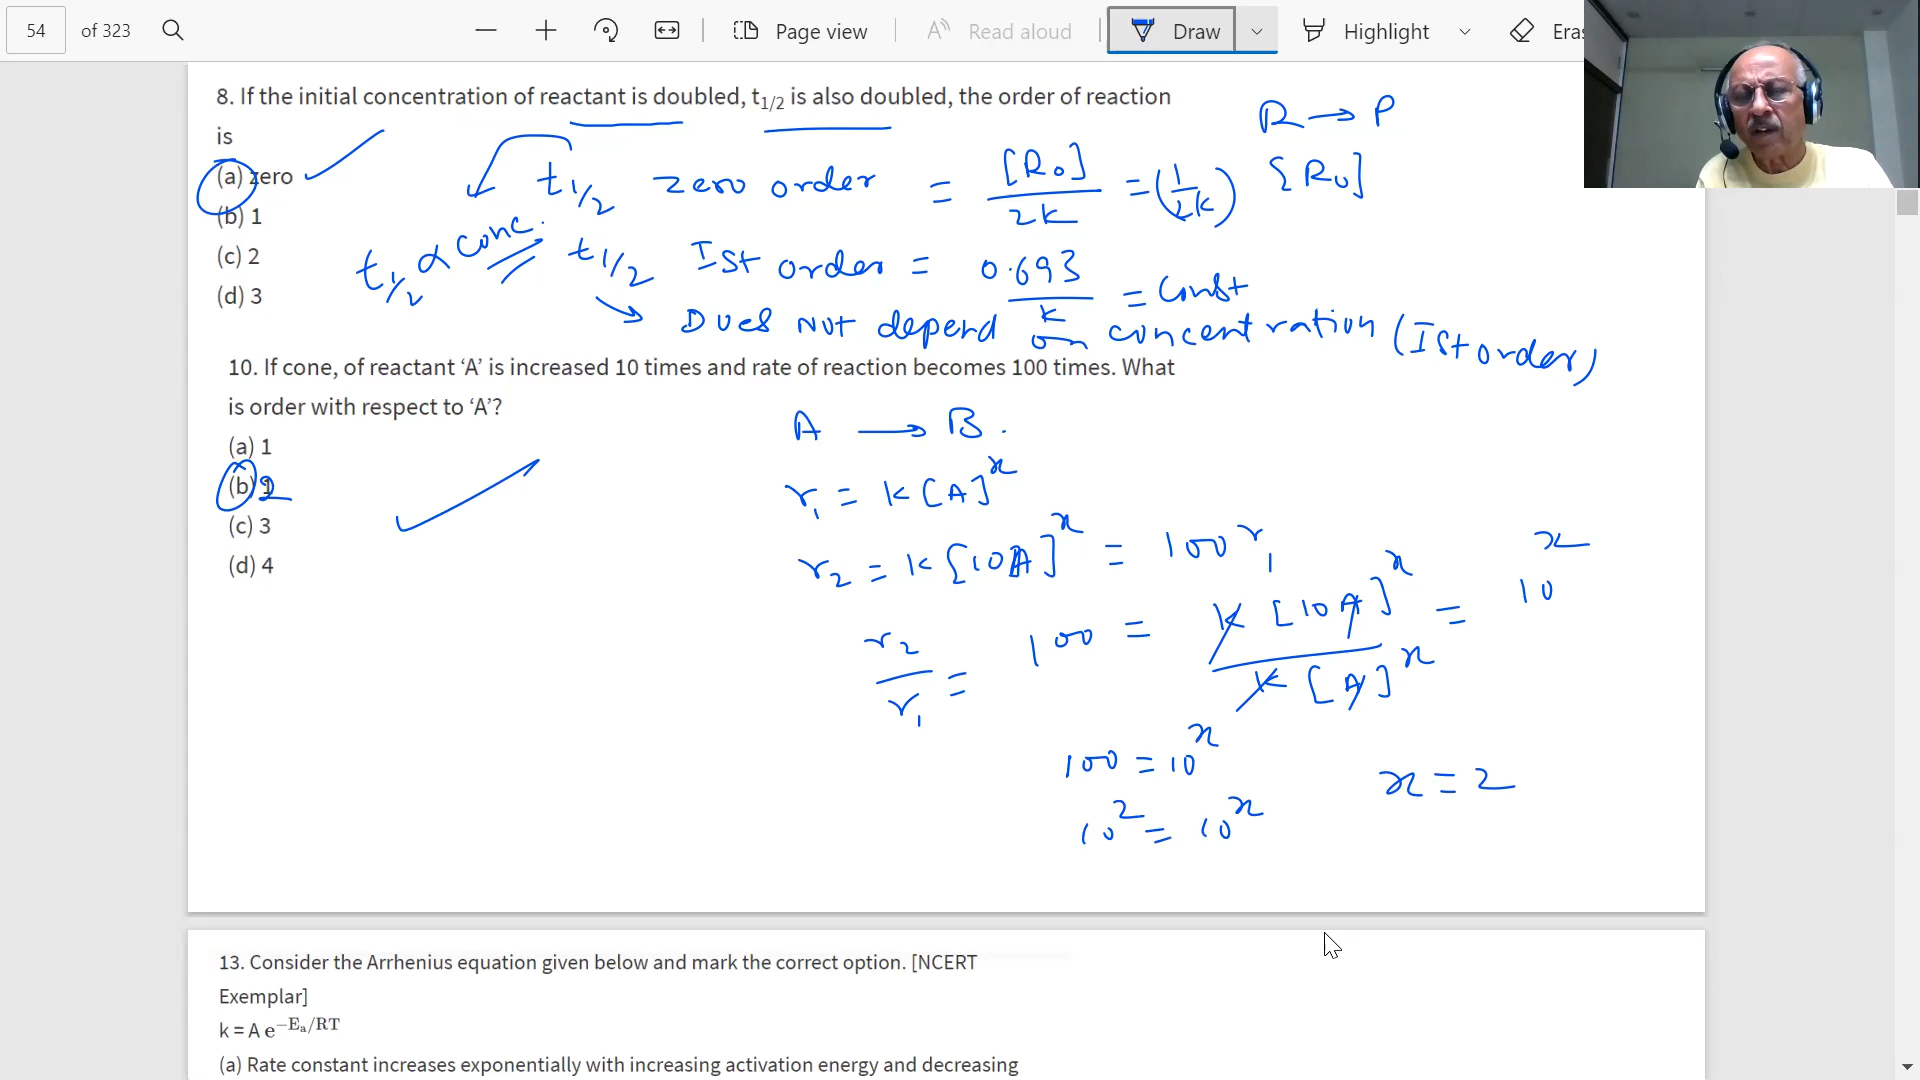 54 of 323 Page view Read aloud Draw Highlight Eras
8. If the initial concentration of reactant is doubled, t1/2 is also doubled, the order of reaction
is
R → P
(a) zero
t1/2 zero order = [R0] / 2k = (1/2k) [R0]
(b) 1
t1/2 ∝ conc.
(c) 2
t1/2 Ist order = 0.693 / k = const
(d) 3
Does not depend on concentration (Ist order)
10. If cone, of reactant ‘A’ is increased 10 times and rate of reaction becomes 100 times. What
is order with respect to ‘A’?
A → B.
(a) 1
(b) 2
r1 = k[A]^x
(c) 3
r2 = k[10A]^x = 100 r1
(d) 4
r2/r1 = 100 = k[10A]^x / k[A]^x = 10^x
100 = 10^x
x = 2
10^2 = 10^x
13. Consider the Arrhenius equation given below and mark the correct option. [NCERT
Exemplar]
k = A e^–Ea/RT
(a) Rate constant increases exponentially with increasing activation energy and decreasing